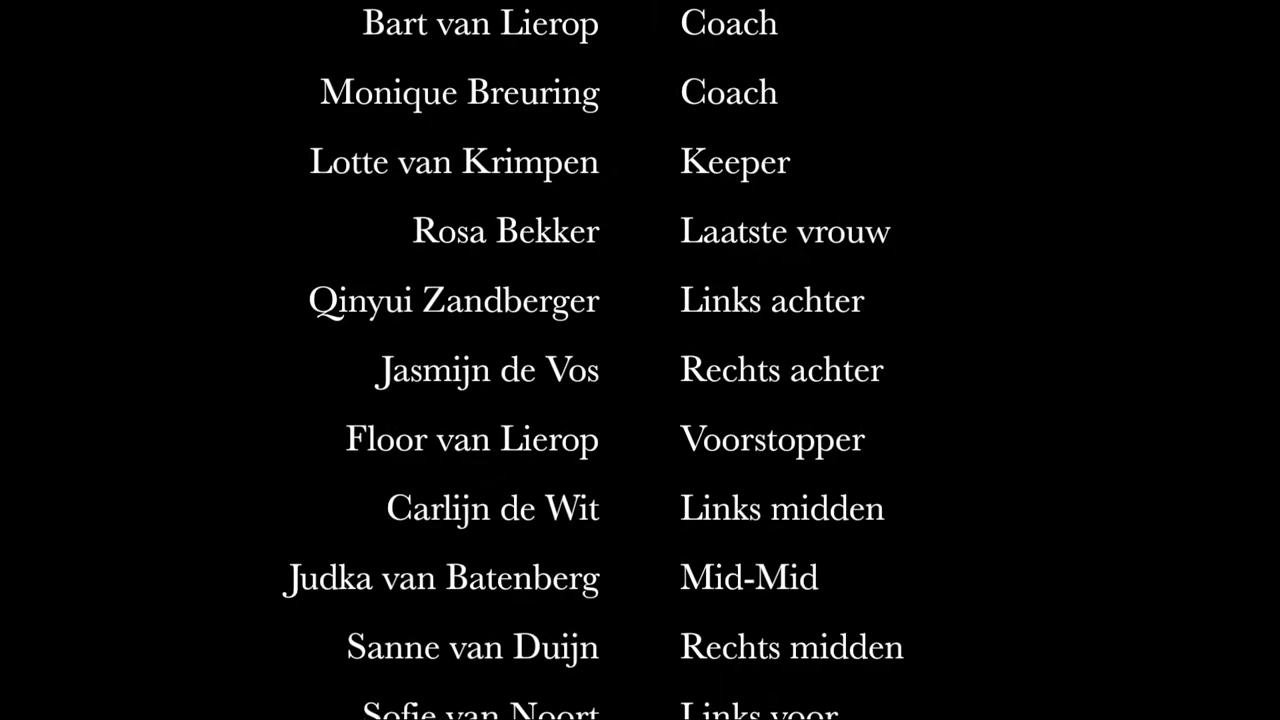 Bart van Lierop Coach
Monique Breuring Coach
Lotte van Krimpen Keeper
Rosa Bekker Laatste vrouw
Qinyui Zandberger Links achter
Jasmijn de Vos Rechts achter
Floor van Lierop Voorstopper
Carlijn de Wit Links midden
Judka van Batenberg Mid-Mid
Sanne van Duijn Rechts midden
Sofie van Noort Links voor